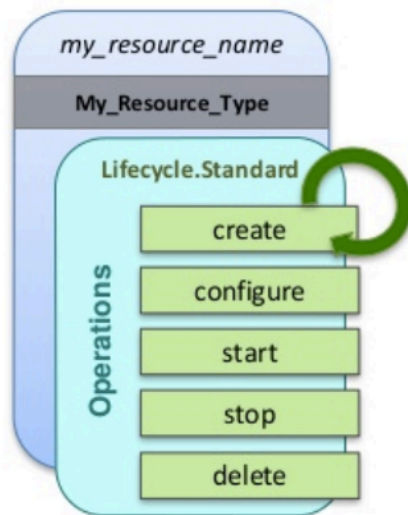 my_resource_name
My_Resource_Type
Lifecycle.Standard
Operations
create
configure
start
stop
delete